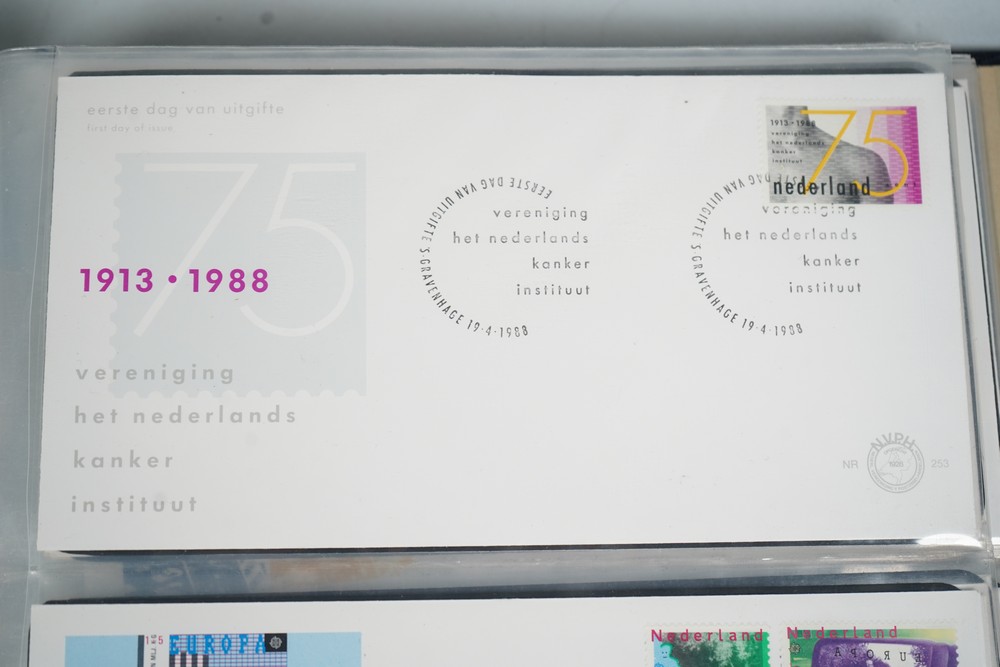 eerste dag van uitgifte
first day of issue
75
1913 • 1988
vereniging
het nederlands
kanker
instituut
EERSTE DAG VAN UITGIFTE 'S-GRAVENHAGE 19-4-1988
vereniging
het nederlands
kanker
instituut
1913 • 1988
vereniging
het nederlands
kanker
instituut
75
nederland
EERSTE DAG VAN UITGIFTE 'S-GRAVENHAGE 19-4-1988
vereniging
het nederlands
kanker
instituut
NR
NVPH
253
EUROPA
Nederland
Nederland
EUROPA